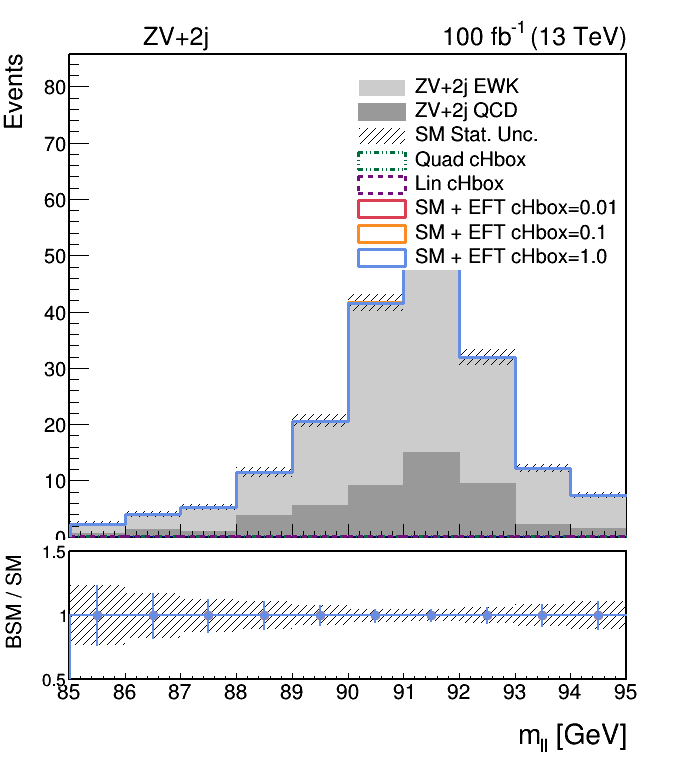 ZV+2j 100 fb-1 (13 TeV)
Events
80
70
60
50
40
30
20
10
0
ZV+2j EWK
ZV+2j QCD
SM Stat. Unc.
Quad cHbox
Lin cHbox
SM + EFT cHbox=0.01
SM + EFT cHbox=0.1
SM + EFT cHbox=1.0
BSM / SM
1.5
1
0.5
85 86 87 88 89 90 91 92 93 94 95
mll [GeV]